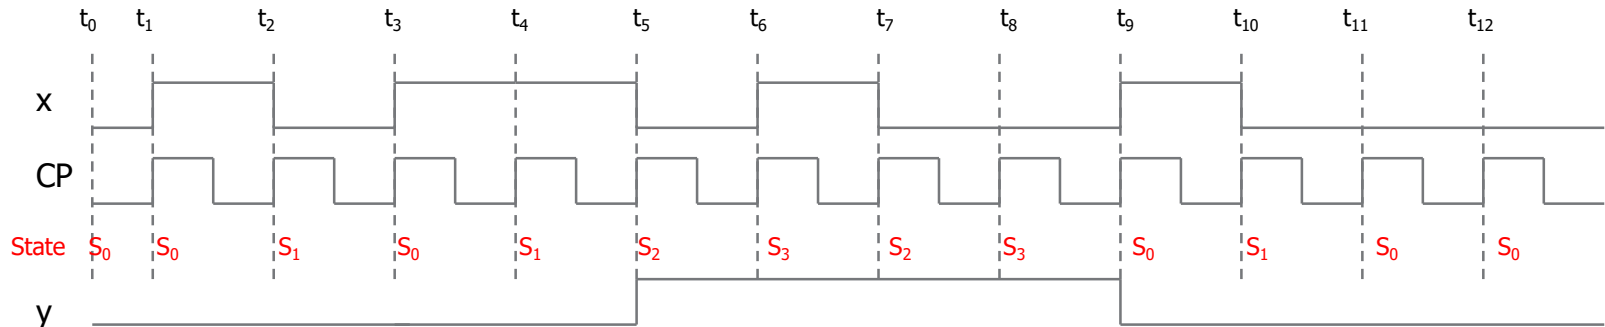 t0 t1 t2 t3 t4 t5 t6 t7 t8 t9 t10 t11 t12
x
CP
State S0 S0 S1 S0 S1 S2 S3 S2 S3 S0 S1 S0 S0
y